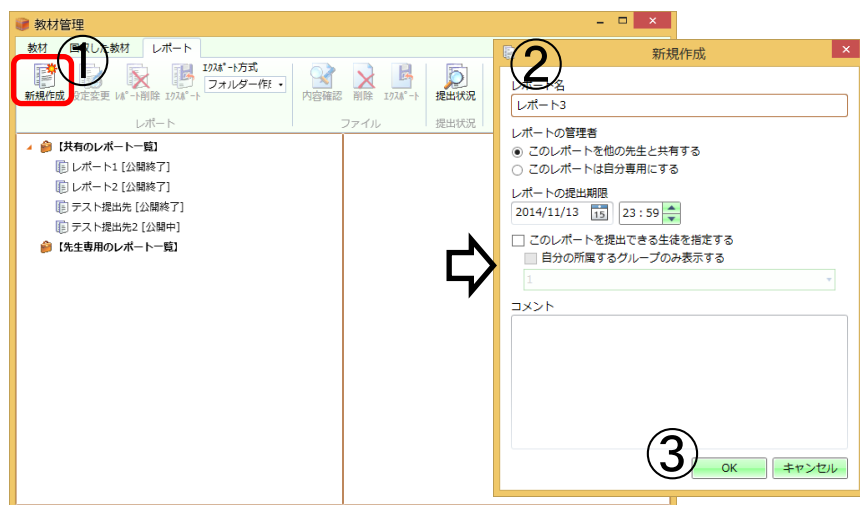 教材管理
教材 した教材 レポート
①
新規作成 設定変更 ﾚﾎﾟｰﾄ削除 ｴｸｽﾎﾟｰﾄ
ｴｸｽﾎﾟｰﾄ方式
フォルダー作
内容確認 削除 ｴｸｽﾎﾟｰﾄ
提出状況
レポート
ファイル
提出状況
【共有のレポート一覧】
レポート1 [公開終了]
レポート2 [公開終了]
テスト提出先 [公開終了]
テスト提出先2 [公開中]
【先生専用のレポート一覧】
新規作成
②
レポート名
レポート3
レポートの管理者
このレポートを他の先生と共有する
このレポートは自分専用にする
レポートの提出期限
2014/11/13 15 23:59
このレポートを提出できる生徒を指定する
自分の所属するグループのみ表示する
1
コメント
③
OK キャンセル